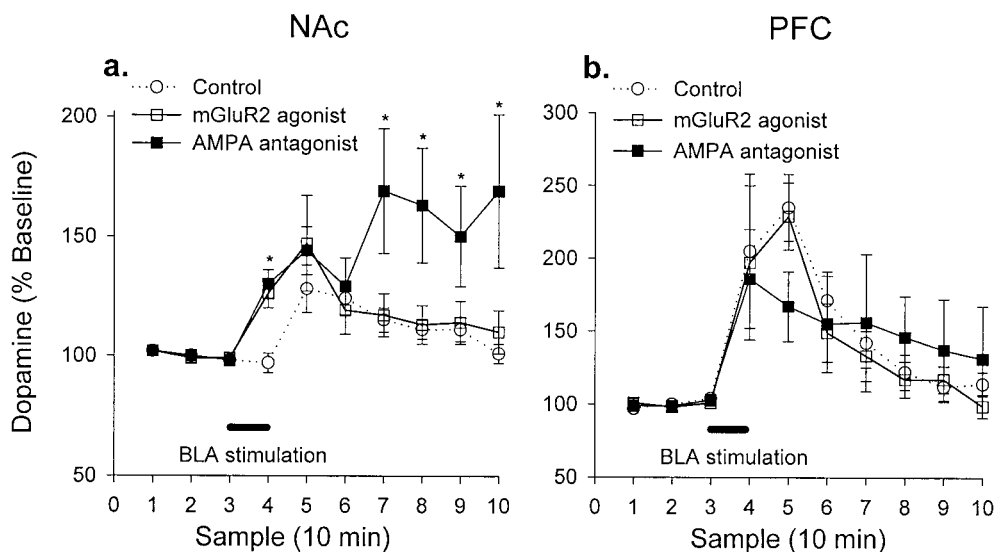 NAc
a.
Control
mGluR2 agonist
AMPA antagonist
Dopamine (% Baseline)
200
150
100
50
* * * * *
BLA stimulation
0 1 2 3 4 5 6 7 8 9 10
Sample (10 min)
PFC
b.
Control
mGluR2 agonist
AMPA antagonist
300
250
200
150
100
50
BLA stimulation
0 1 2 3 4 5 6 7 8 9 10
Sample (10 min)